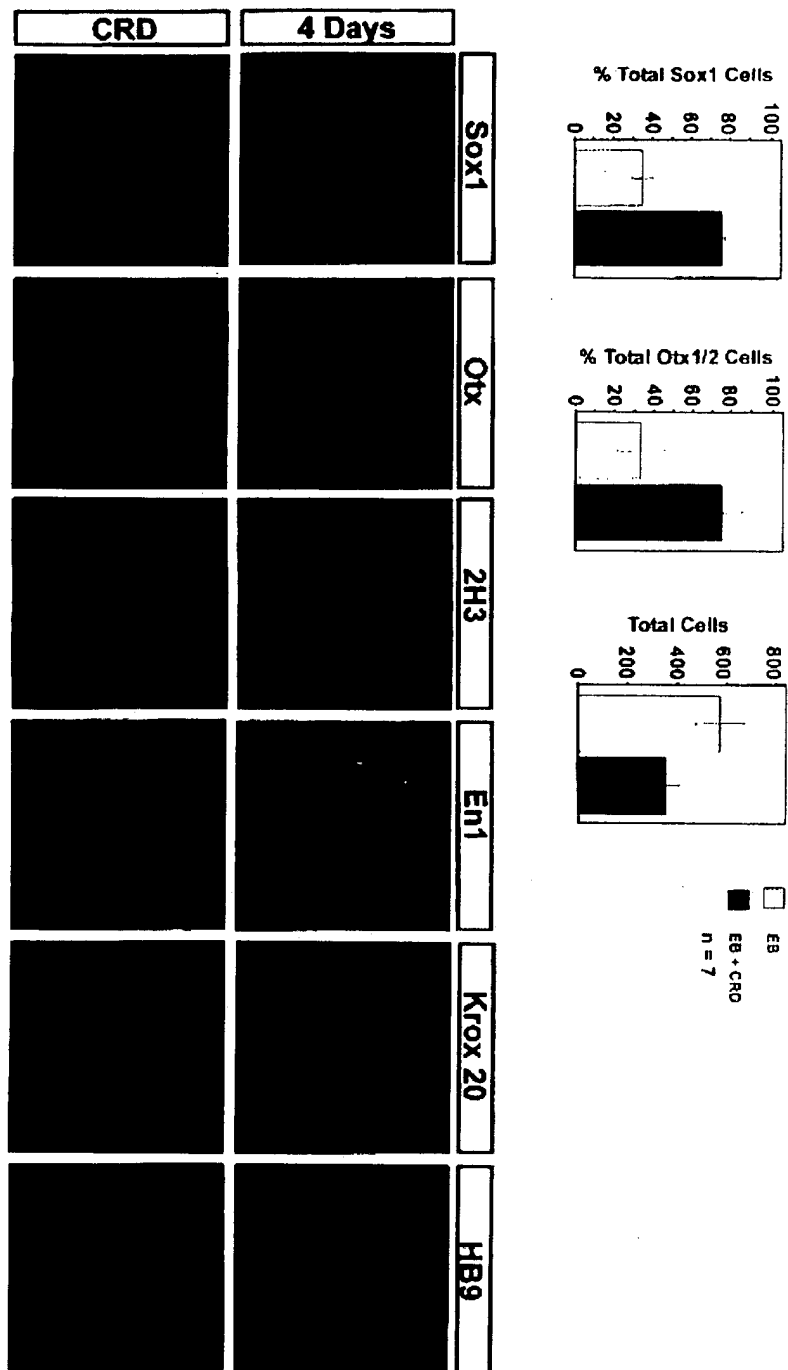 Sox1
Otx
2H3
En1
Krox 20
HB9
4 Days
CRD
% Total Sox1 Cells
0 20 40 60 80 100
% Total Otx1/2 Cells
0 20 40 60 80 100
Total Cells
200 400 600 800
0
EB
EB + CRD
n = 7